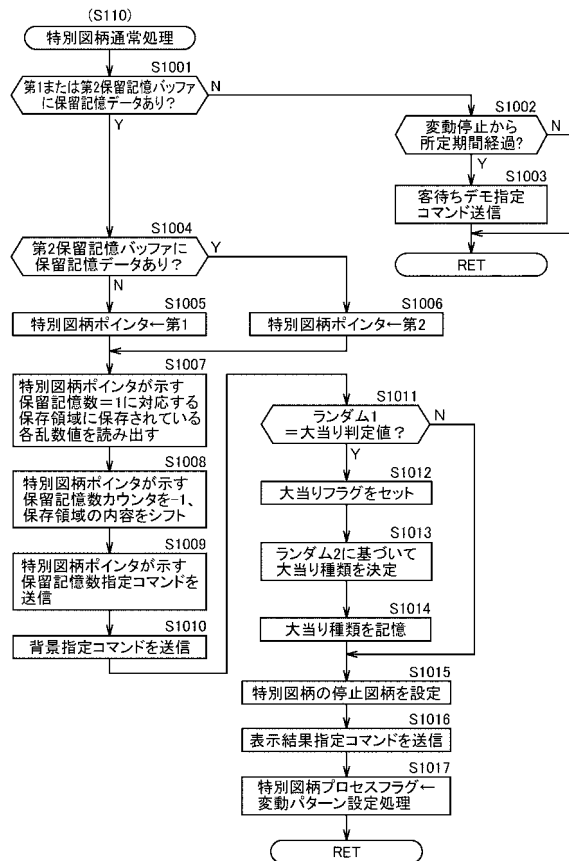 (S110)
特別図柄通常処理
S1001
第1または第2保留記憶バッファ
に保留記憶データあり?
N
Y
S1002
変動停止から
所定期間経過?
N
Y
S1003
客待ちデモ指定
コマンド送信
RET
S1004
第2保留記憶バッファに
保留記憶データあり?
Y
N
S1005
特別図柄ポインタ←第1
S1006
特別図柄ポインタ←第2
S1007
特別図柄ポインタが示す
保留記憶数=1に対応する
保存領域に保存されている
各乱数値を読み出す
S1008
特別図柄ポインタが示す
保留記憶数カウンタを-1、
保存領域の内容をシフト
S1009
特別図柄ポインタが示す
保留記憶数指定コマンドを
送信
S1010
背景指定コマンドを送信
S1011
ランダム1
=大当り判定値?
N
Y
S1012
大当りフラグをセット
S1013
ランダム2に基づいて
大当り種類を決定
S1014
大当り種類を記憶
S1015
特別図柄の停止図柄を設定
S1016
表示結果指定コマンドを送信
S1017
特別図柄プロセスフラグ←
変動パターン設定処理
RET